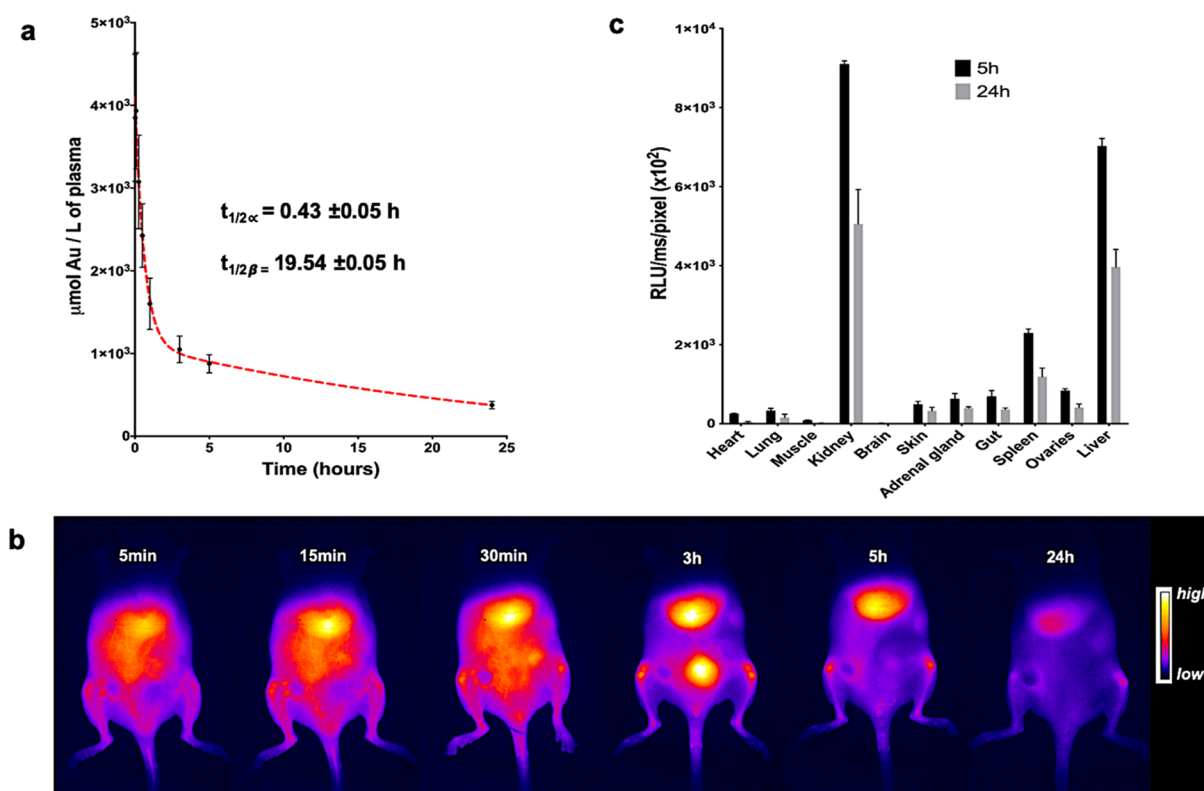 a
5×10³
4×10³
3×10³
2×10³
1×10³
0
μmol Au / L of plasma
t1/2∝ = 0.43 ±0.05 h
t1/2β = 19.54 ±0.05 h
0 5 10 15 20 25
Time (hours)
c
1×10⁴
8×10³
6×10³
4×10³
2×10³
0
RLU/ms/pixel (x10²)
5h
24h
Heart
Lung
Muscle
Kidney
Brain
Skin
Adrenal gland
Gut
Spleen
Ovaries
Liver
b
5min 15min 30min 3h 5h 24h
high
low